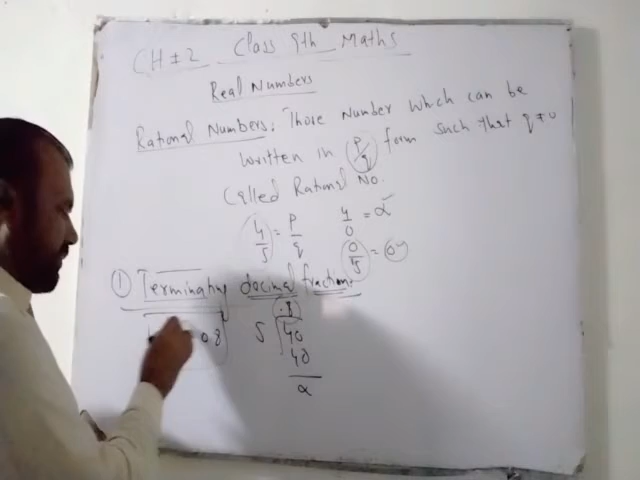 CH # 2 Class 9th Maths
Real Numbers
Rational Numbers: Those Number which can be
written in p/q form such that q ≠ 0
Called Rational No.
4/5 = p/q 4/0 = α
0/5 = 0
① Terminating decimal fraction
0.8 5 .8
40
40